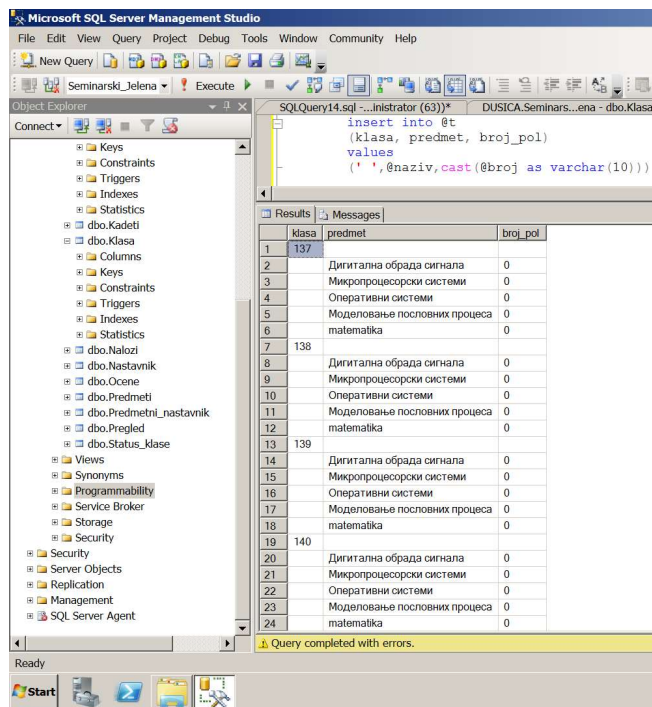 Microsoft SQL Server Management Studio
File Edit View Query Project Debug Tools Window Community Help
New Query
Seminarski_Jelena Execute
Object Explorer
Connect
Keys
Constraints
Triggers
Indexes
Statistics
dbo.Kadeti
dbo.Klasa
Columns
Keys
Constraints
Triggers
Indexes
Statistics
dbo.Nalozi
dbo.Nastavnik
dbo.Ocene
dbo.Predmeti
dbo.Predmetni_nastavnik
dbo.Pregled
dbo.Status_klase
Views
Synonyms
Programmability
Service Broker
Storage
Security
Security
Server Objects
Replication
Management
SQL Server Agent
SQLQuery14.sql -...inistrator (63))* DUSICA.Seminars...ena - dbo.Klasa
insert into @t
(klasa, predmet, broj_pol)
values
(' ',@naziv,cast(@broj as varchar(10)))
Results Messages
klasa predmet broj_pol
1 137
2 Дигитална обрада сигнала 0
3 Микропроцесорски системи 0
4 Оперативни системи 0
5 Моделовање пословних процеса 0
6 matematika 0
7 138
8 Дигитална обрада сигнала 0
9 Микропроцесорски системи 0
10 Оперативни системи 0
11 Моделовање пословних процеса 0
12 matematika 0
13 139
14 Дигитална обрада сигнала 0
15 Микропроцесорски системи 0
16 Оперативни системи 0
17 Моделовање пословних процеса 0
18 matematika 0
19 140
20 Дигитална обрада сигнала 0
21 Микропроцесорски системи 0
22 Оперативни системи 0
23 Моделовање пословних процеса 0
24 matematika 0
Query completed with errors.
Ready
Start